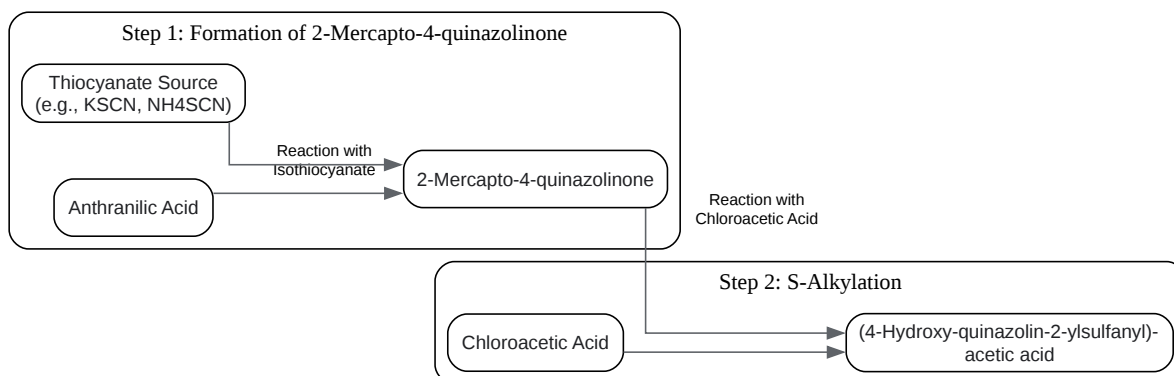 Step 1: Formation of 2-Mercapto-4-quinazolinone
Thiocyanate Source
(e.g., KSCN, NH4SCN)
Reaction with
Isothiocyanate
2-Mercapto-4-quinazolinone
Anthranilic Acid
Reaction with
Chloroacetic Acid
Step 2: S-Alkylation
Chloroacetic Acid
(4-Hydroxy-quinazolin-2-ylsulfanyl)-
acetic acid